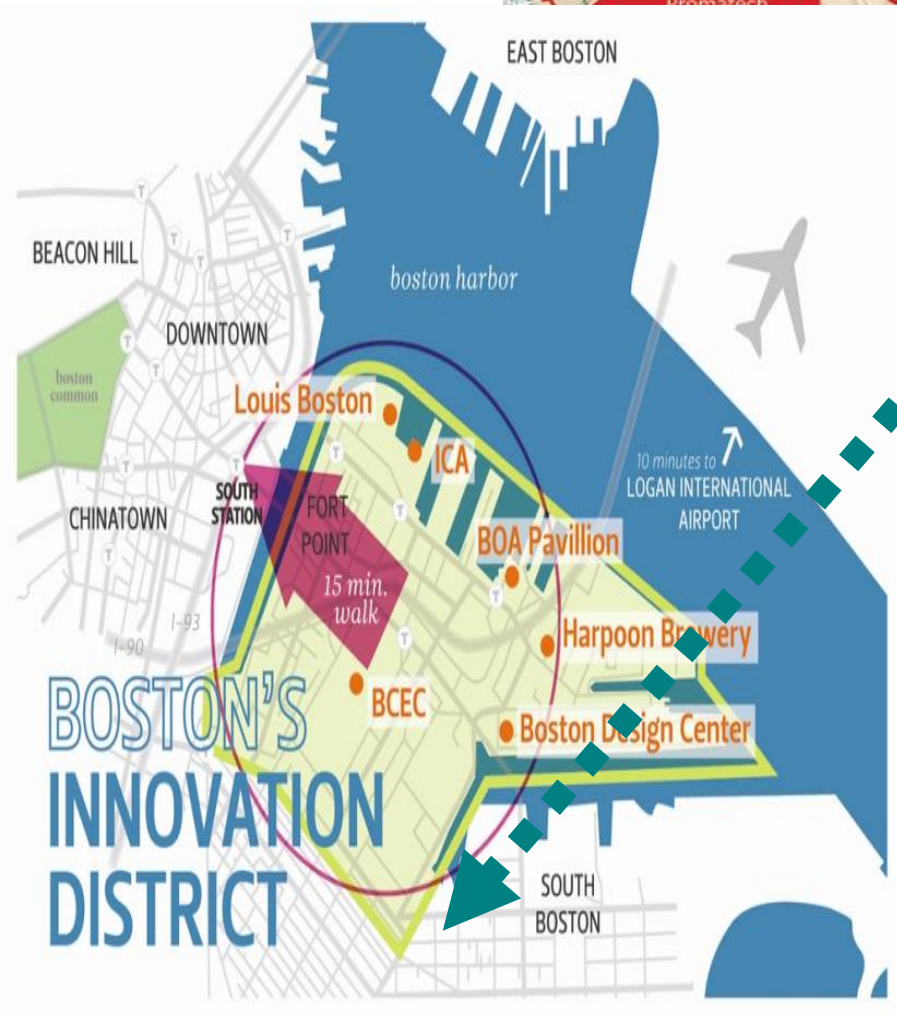 Promatech
EAST BOSTON
BEACON HILL
boston harbor
DOWNTOWN
boston
common
Louis Boston
ICA
10 minutes to
LOGAN INTERNATIONAL
AIRPORT
SOUTH
STATION
FORT
POINT
CHINATOWN
BOA Pavillion
15 min.
walk
I-93
I-90
Harpoon Brewery
BCEC
Boston Design Center
BOSTON'S
INNOVATION
DISTRICT
SOUTH
BOSTON
T
T
T
T
T
T
T
T
T
T
T
T
T
T